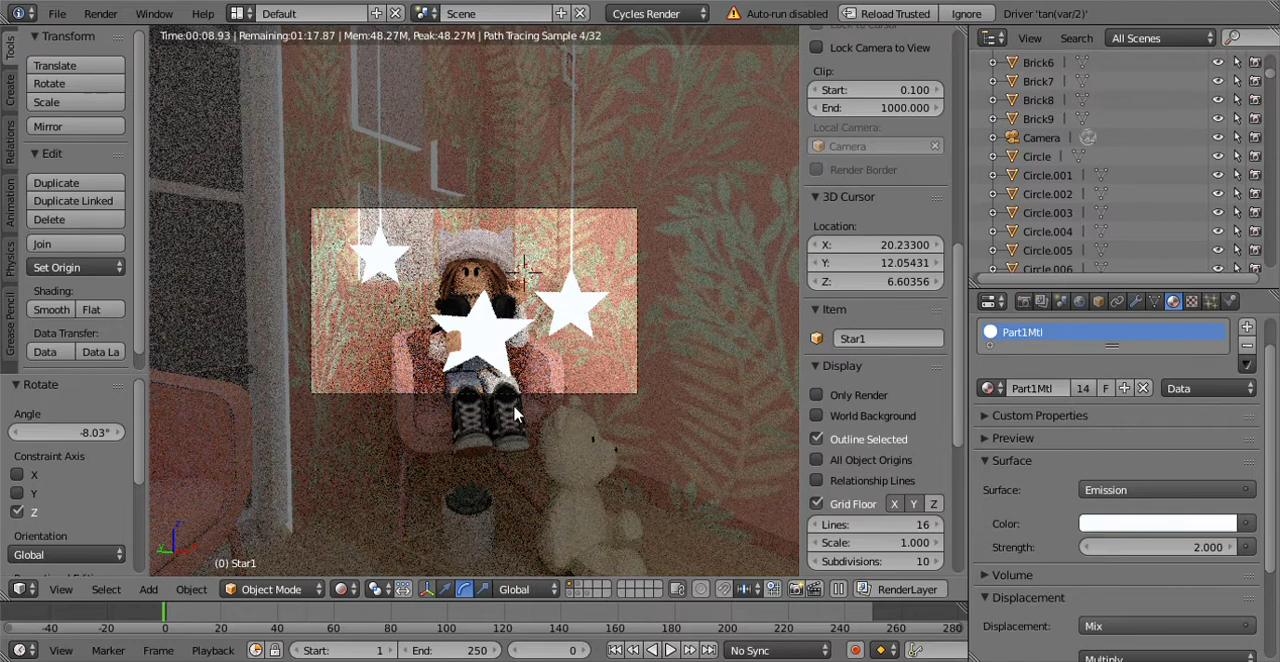 File Render Window Help Default Scene Cycles Render Auto-run disabled Reload Trusted Ignore Driver 'tan(var/2)'
Tools
Create
Relations
Animation
Physics
Grease Pencil
Transform
Translate
Rotate
Scale
Mirror
Edit
Duplicate
Duplicate Linked
Delete
Join
Set Origin
Shading:
Smooth Flat
Data Transfer:
Data Data La
Rotate
Angle
-8.03°
Constraint Axis
X
Y
Z
Orientation
Global
Time:00:08.93 | Remaining:01:17.87 | Mem:48.27M, Peak:48.27M | Path Tracing Sample 4/32
(0) Star1
Lock Camera to View
Clip:
Start: 0.100
End: 1000.000
Local Camera:
Camera
Render Border
3D Cursor
Location:
X: 20.23300
Y: 12.05431
Z: 6.60356
Item
Star1
Display
Only Render
World Background
Outline Selected
All Object Origins
Relationship Lines
Grid Floor X Y Z
Lines: 16
Scale: 1.000
Subdivisions: 10
View Search All Scenes
Brick6
Brick7
Brick8
Brick9
Camera
Circle
Circle.001
Circle.002
Circle.003
Circle.004
Circle.005
Circle.006
Part1Mtl
Part1Mtl 14 F Data
Custom Properties
Preview
Surface
Surface: Emission
Color:
Strength: 2.000
Volume
Displacement
Displacement: Mix
Multiply
View Select Add Object Object Mode Global RenderLayer
-40 -20 0 20 40 60 80 100 120 140 160 180 200 220 240 260 280
View Marker Frame Playback Start: 1 End: 250 0 No Sync